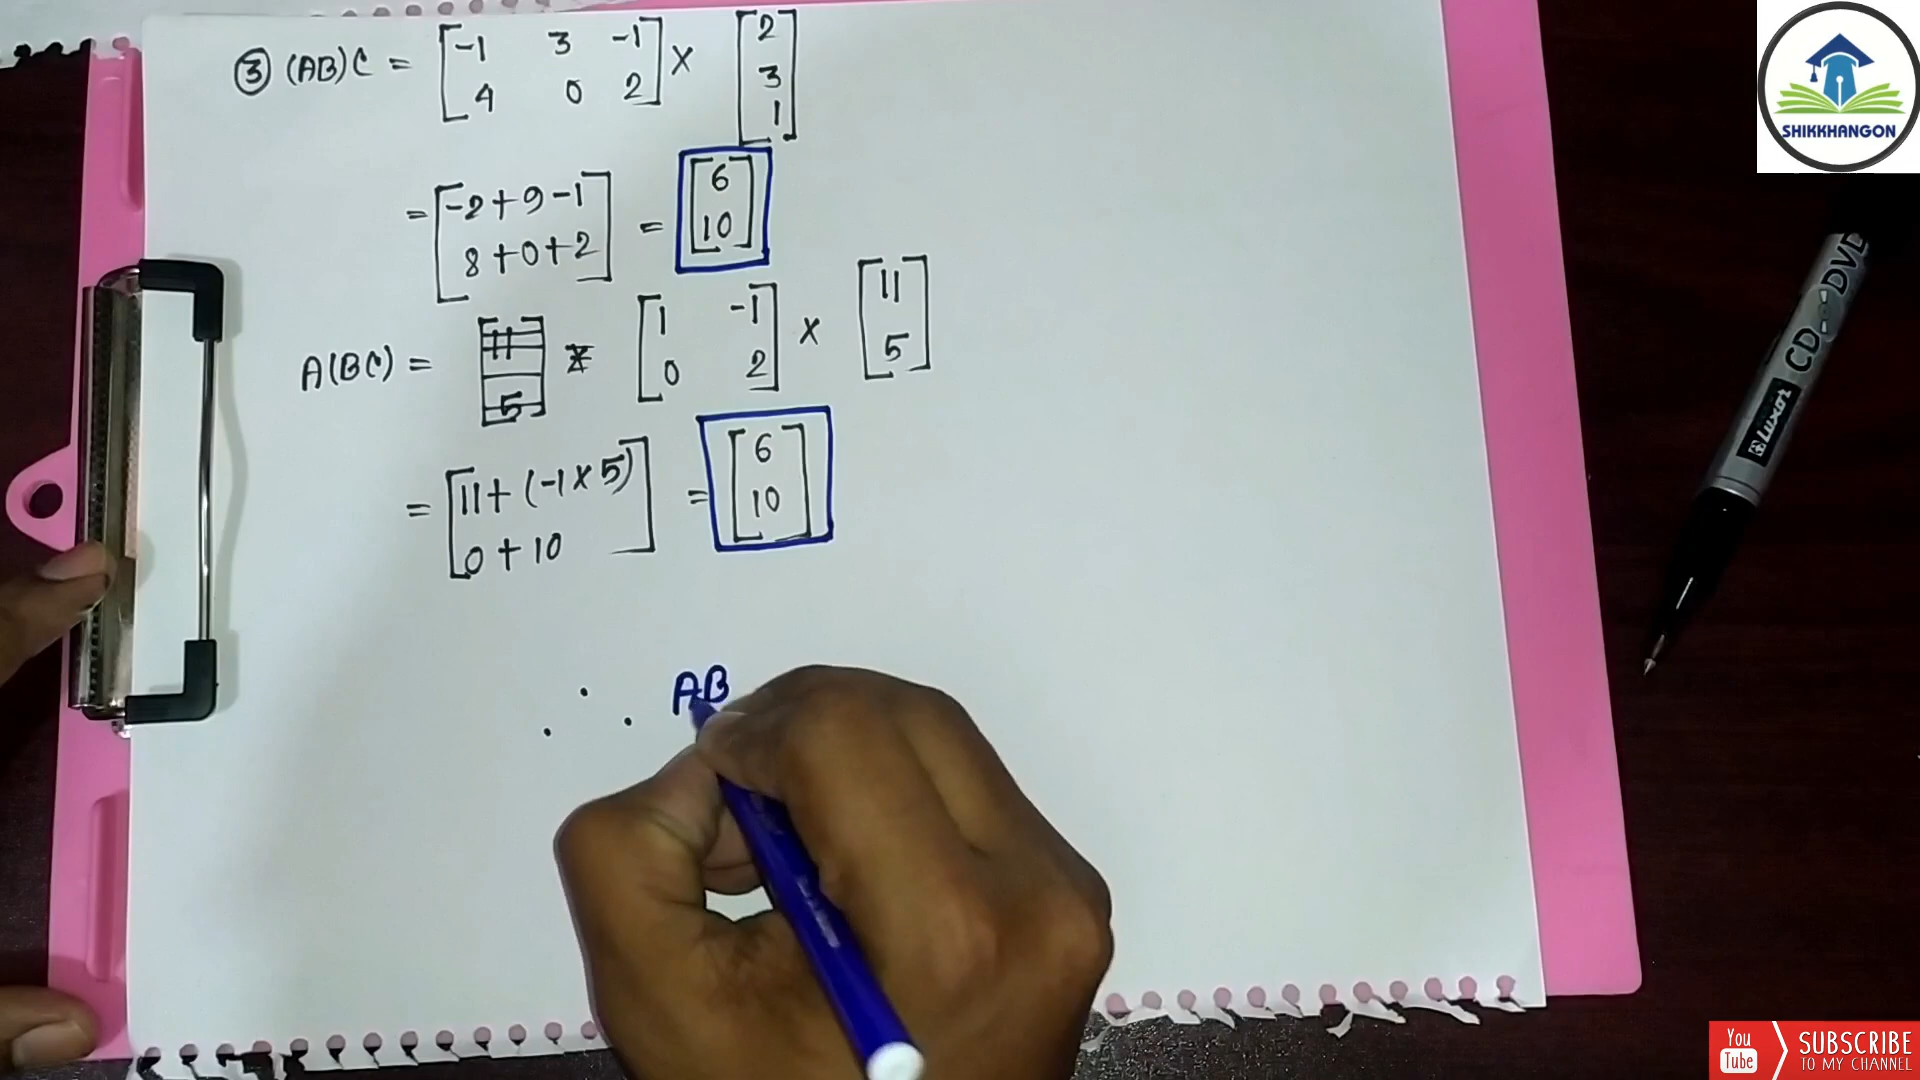 ③ (AB)C = [-1 3 -1] × [2]
[4 0 2] [3]
[1]
= [-2+9-1] = [6]
[8+0+2] [10]
A(BC) = [1 -1] × [11]
[0 2] [5]
= [11+(-1×5)] = [6]
[0+10] [10]
∴ AB
SHIKKHANGON
Luxor CD DVD
You Tube
SUBSCRIBE
TO MY CHANNEL